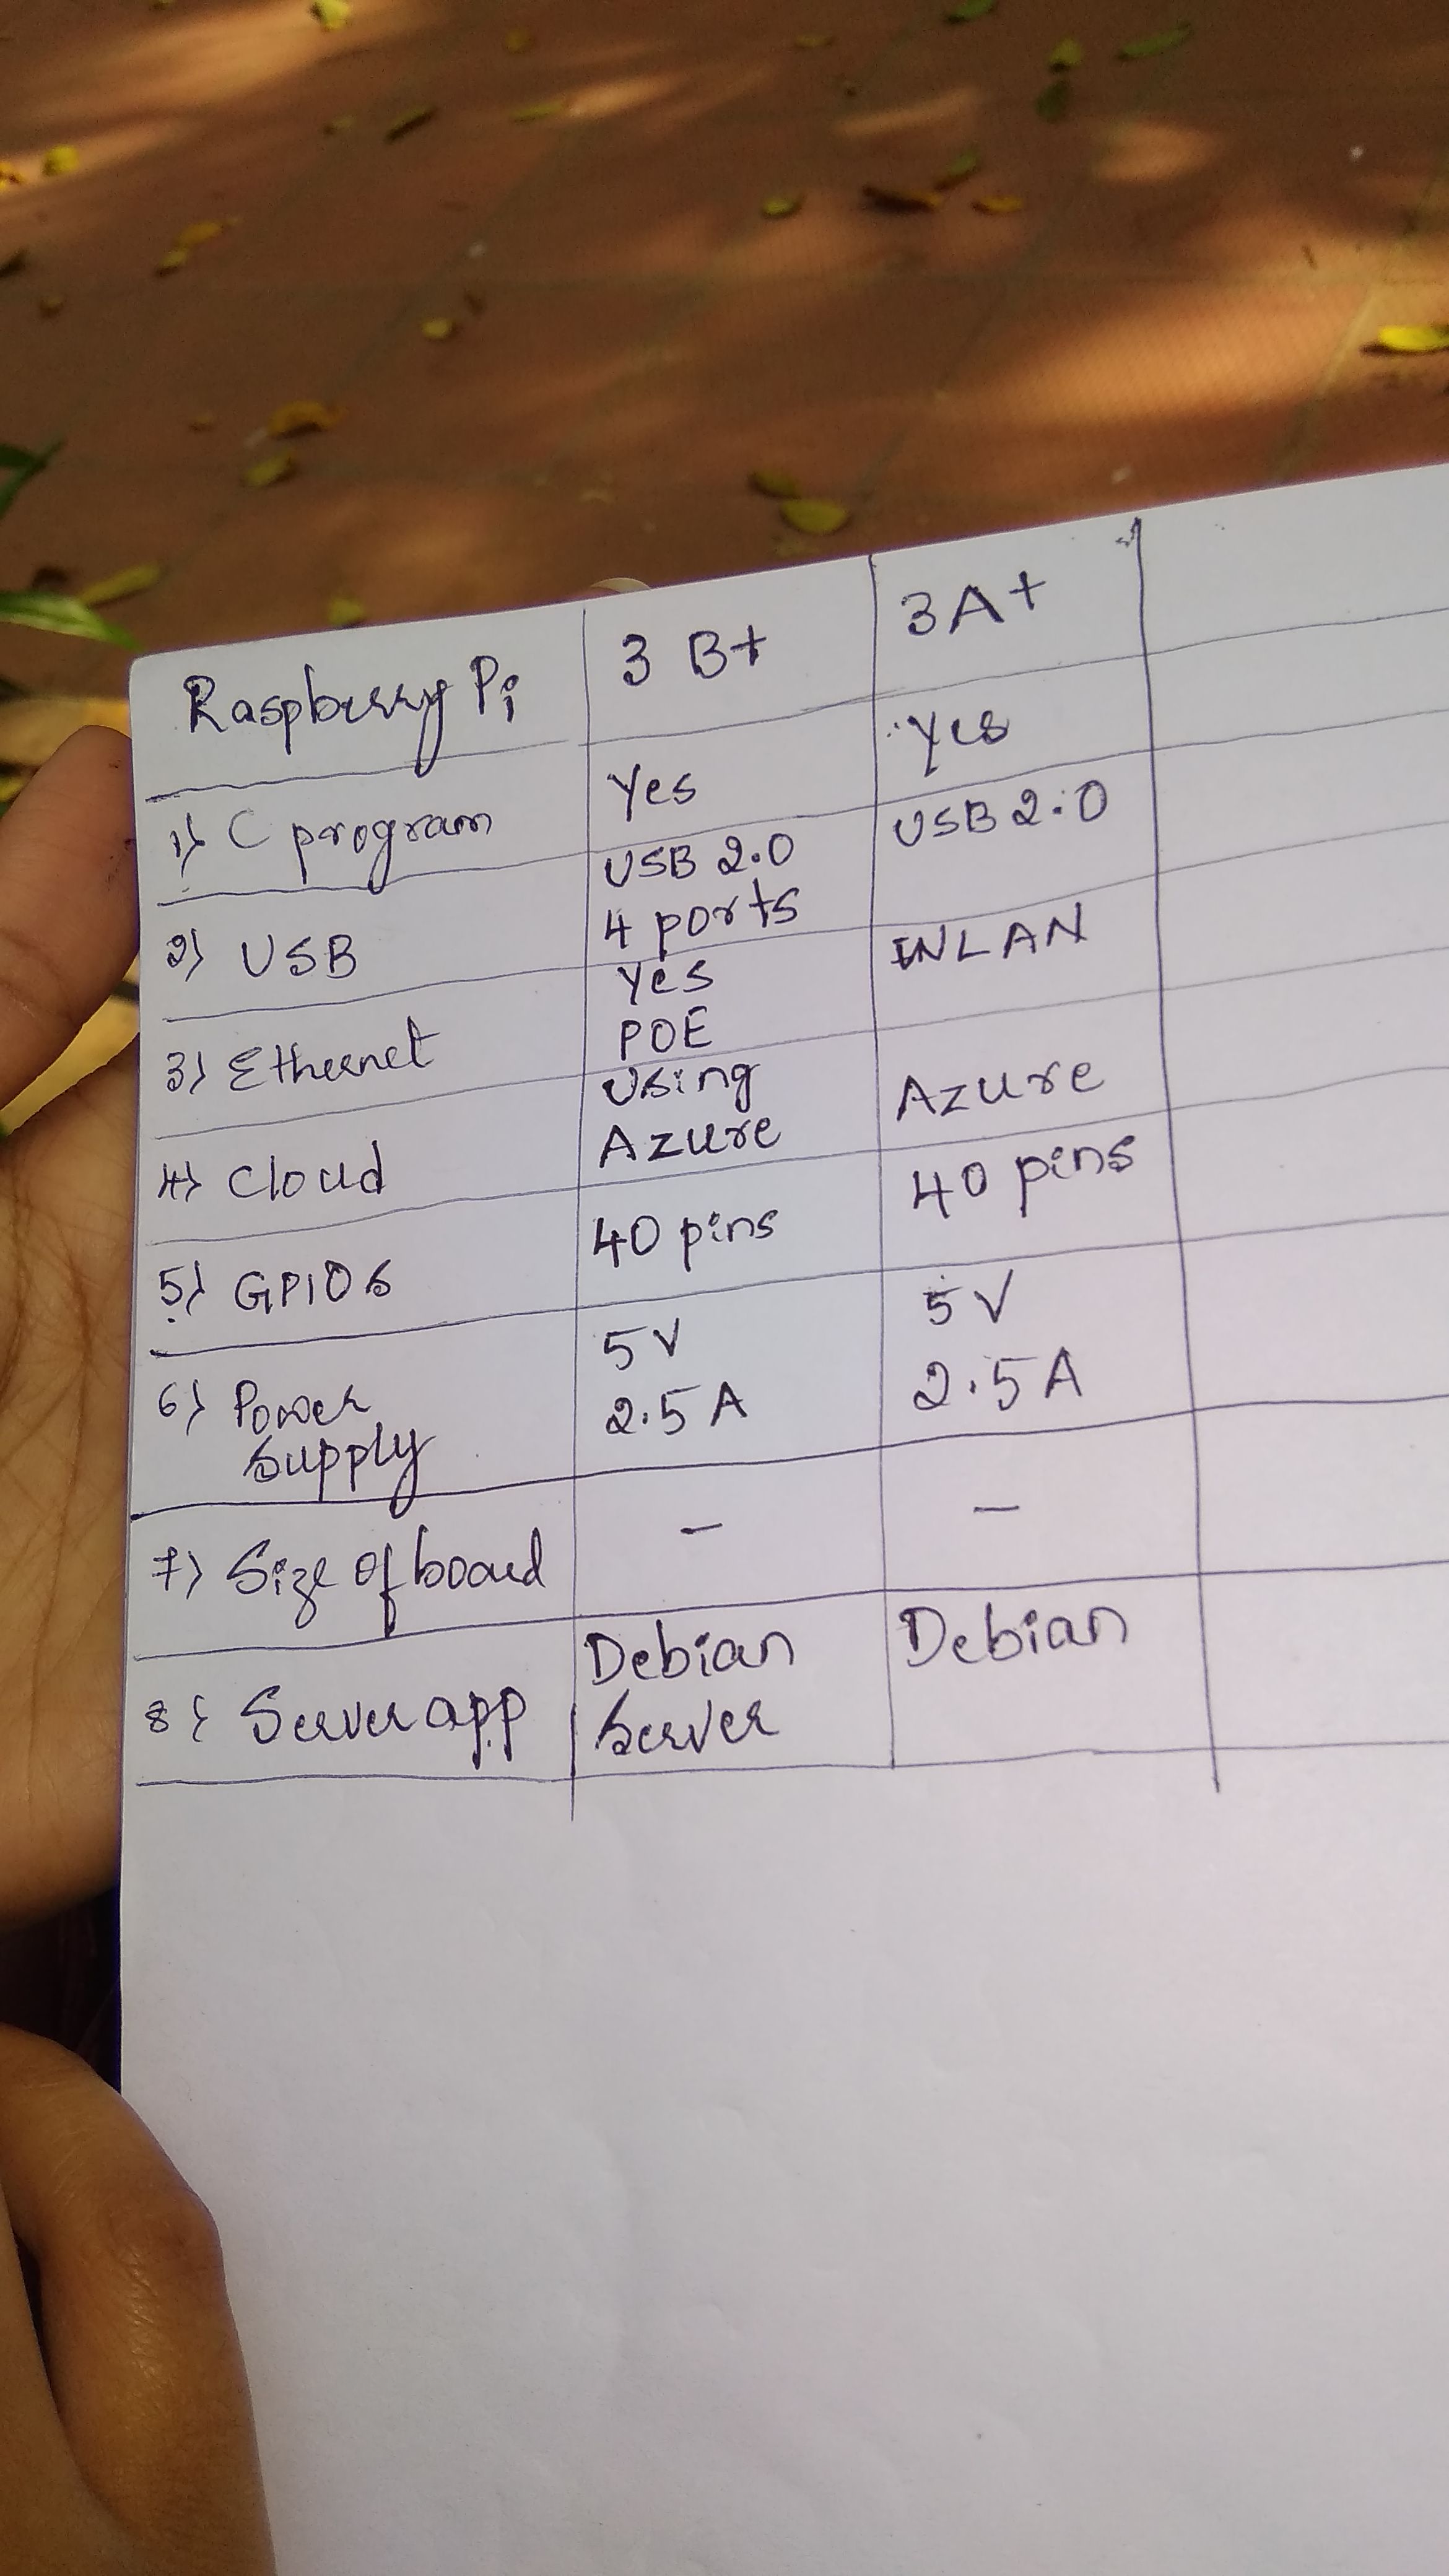 Raspberry Pi 3 B+ 3A+
1) C program Yes Yes
2) USB USB 2.0 USB 2.0
4 ports
3) Ethernet Yes WLAN
POE
4) Cloud Using Azure
Azure
5) GPIOs 40 pins 40 pins
6) Power 5V 5V
Supply 2.5 A 2.5 A
7) Size of board - -
8) Server app Debian Debian
Server